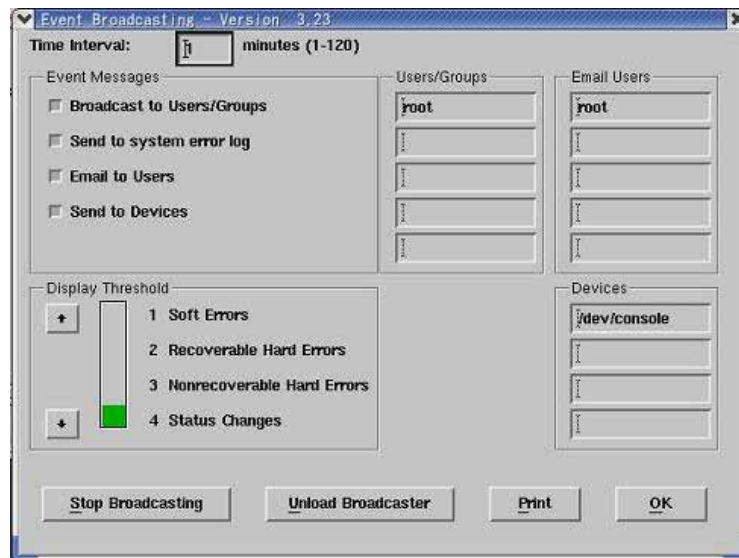 Event Broadcasting - Version 3.23
Time Interval: 1 minutes (1-120)
Event Messages
Broadcast to Users/Groups
Send to system error log
Email to Users
Send to Devices
Users/Groups
root
Email Users
root
Display Threshold
1 Soft Errors
2 Recoverable Hard Errors
3 Nonrecoverable Hard Errors
4 Status Changes
Devices
/dev/console
Stop Broadcasting
Unload Broadcaster
Print
OK